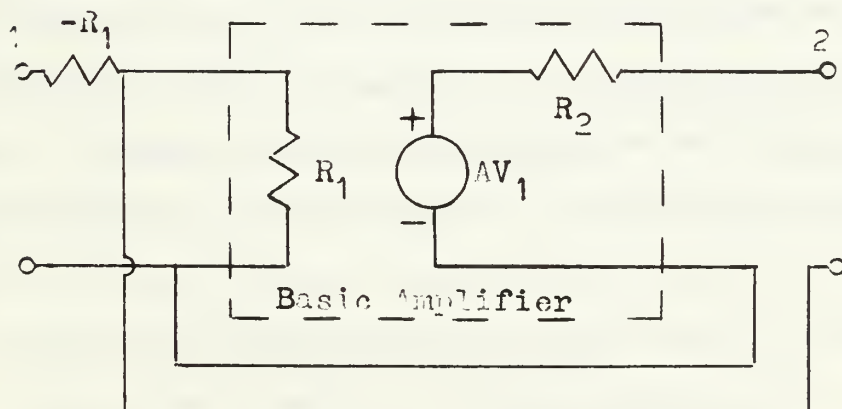 1 -R1 2
R2
+
R1 AV1
-
Basic Amplifier